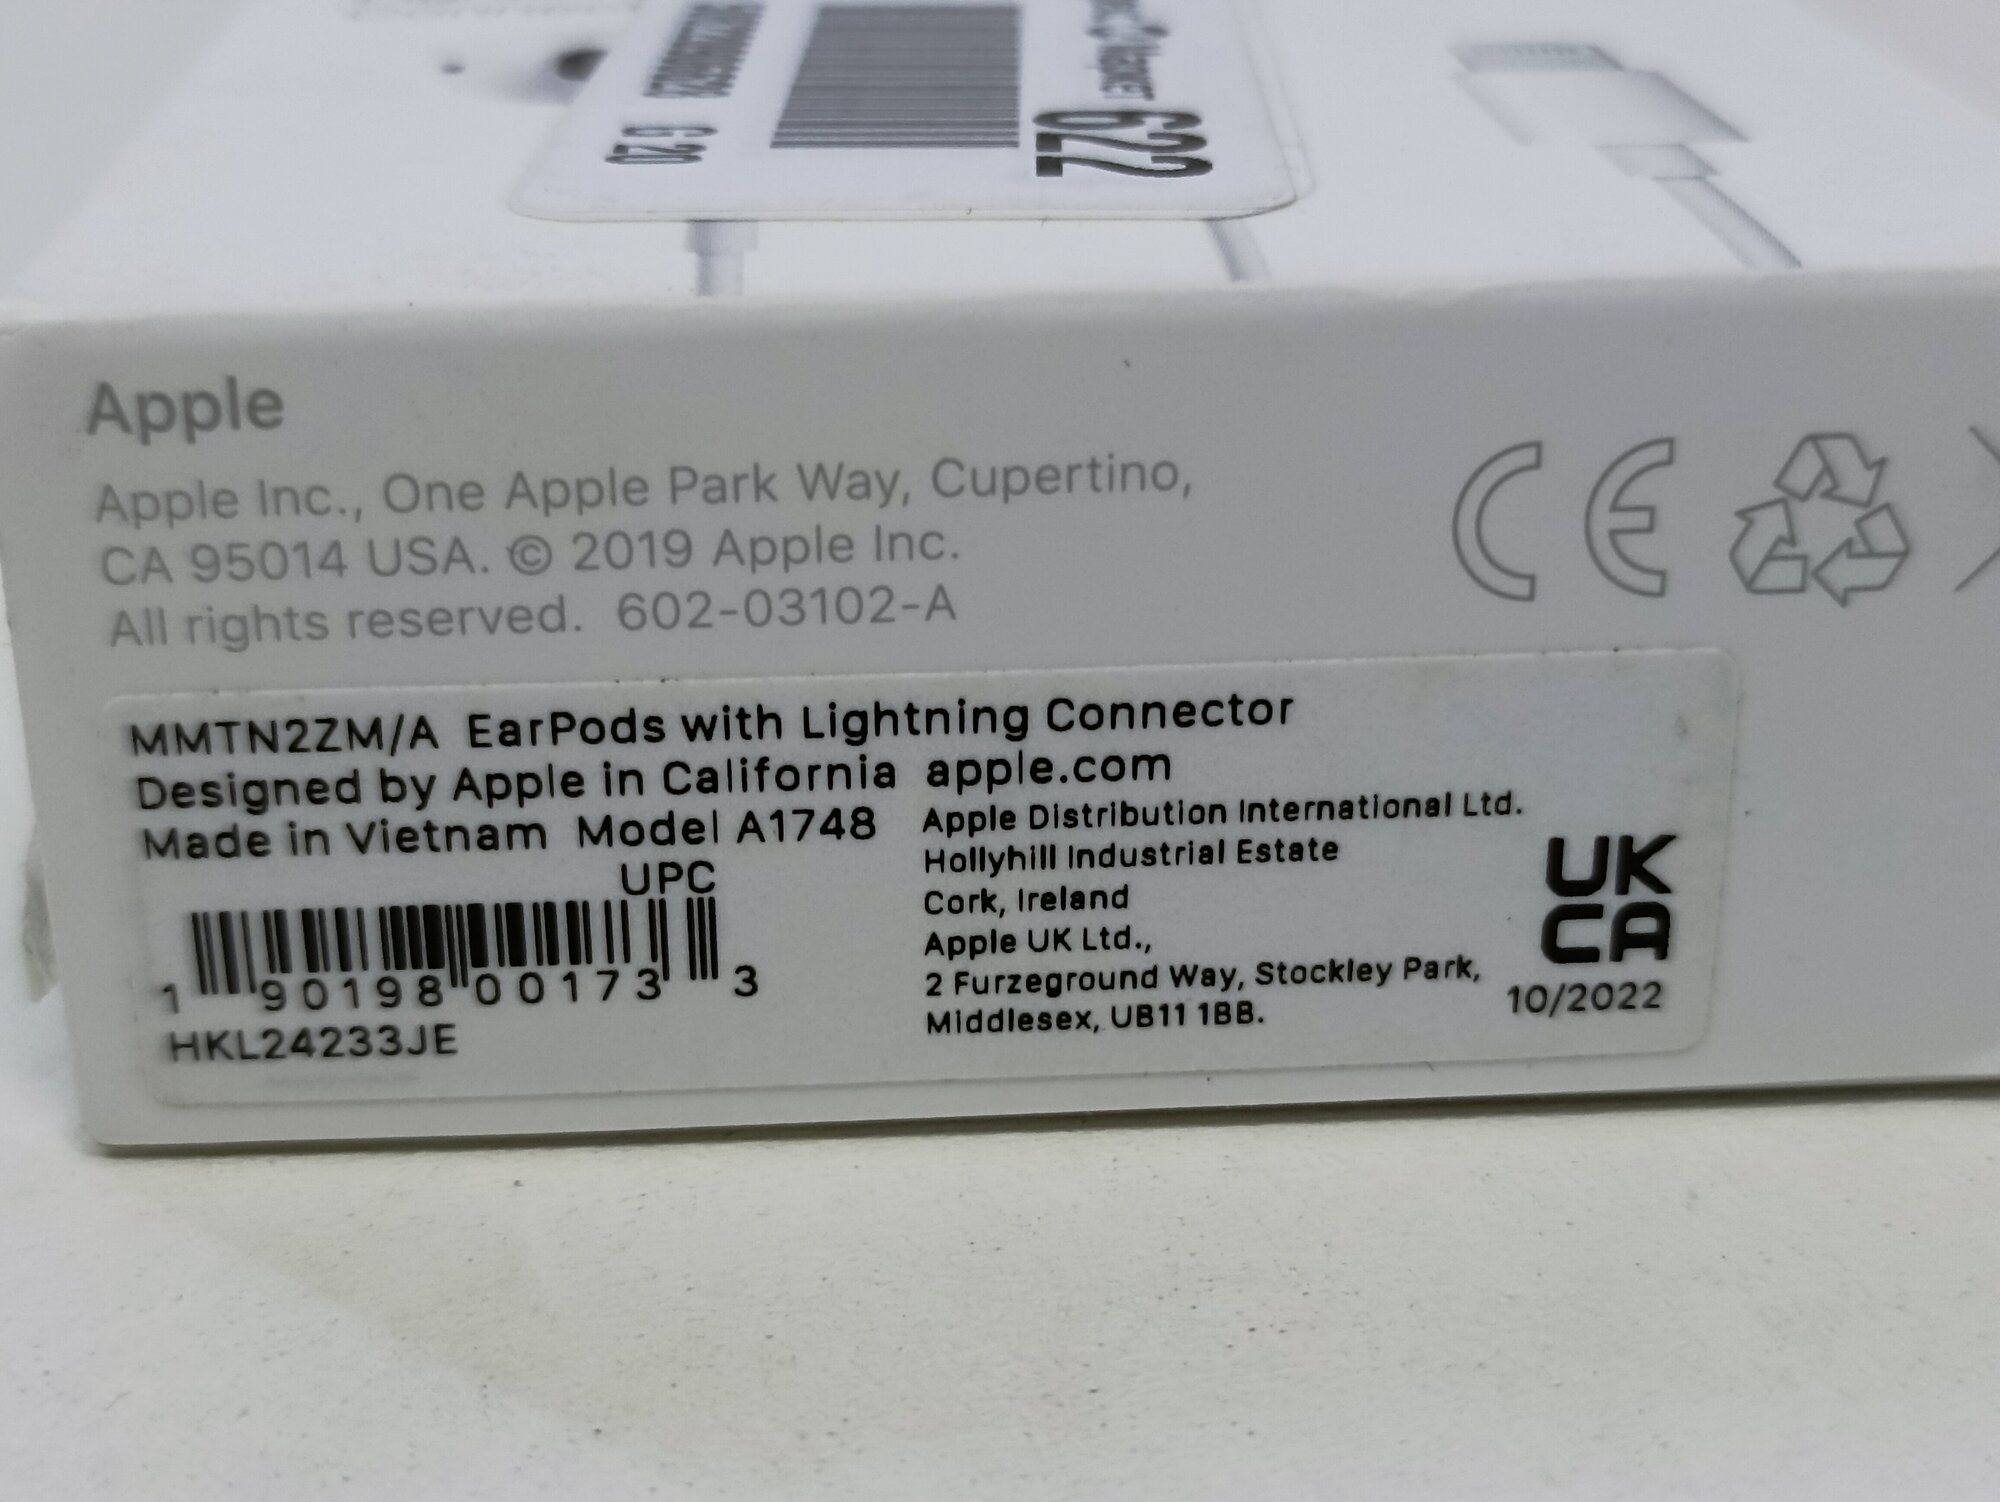 622
G 20
Apple
Apple Inc., One Apple Park Way, Cupertino,
CA 95014 USA. © 2019 Apple Inc.
All rights reserved. 602-03102-A
CE
MMTN2ZM/A EarPods with Lightning Connector
Designed by Apple in California apple.com
Made in Vietnam Model A1748
UPC
1 90198 00173 3
HKL24233JE
Apple Distribution International Ltd.
Hollyhill Industrial Estate
Cork, Ireland
Apple UK Ltd.,
2 Furzeground Way, Stockley Park,
Middlesex, UB11 1BB.
UK
CA
10/2022